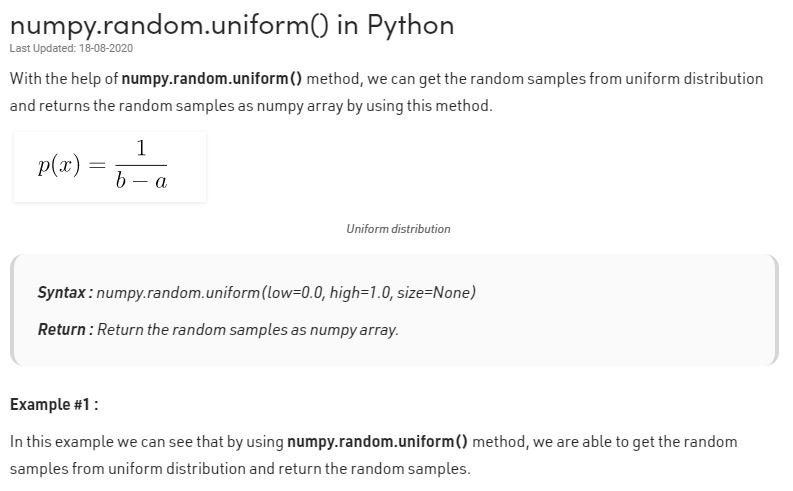 numpy.random.uniform() in Python
Last Updated: 18-08-2020
With the help of numpy.random.uniform() method, we can get the random samples from uniform distribution
and returns the random samples as numpy array by using this method.
p(x) = 1 / (b − a)
Uniform distribution
Syntax : numpy.random.uniform(low=0.0, high=1.0, size=None)
Return : Return the random samples as numpy array.
Example #1 :
In this example we can see that by using numpy.random.uniform() method, we are able to get the random
samples from uniform distribution and return the random samples.